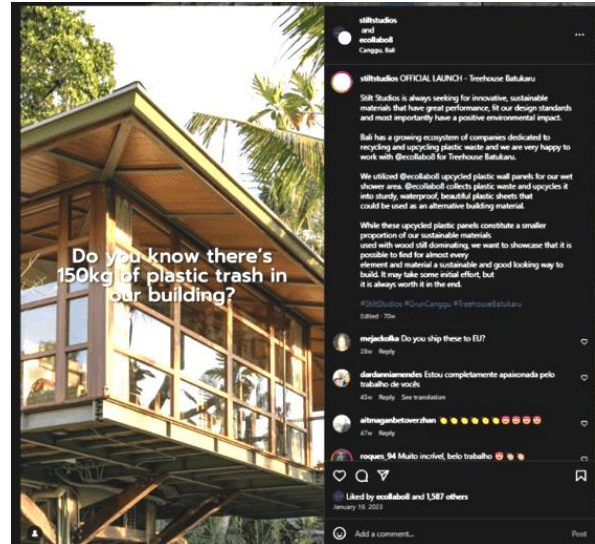 Do you know there's
150kg of plastic trash in
our building?
stiltstudios
and
ecollabo8
Canggu, Bali
stiltstudios OFFICIAL LAUNCH - Treehouse Batukaru
Stilt Studios is always seeking for innovative, sustainable
materials that have great performance, fit our design standards
and most importantly have a positive environmental impact.
Bali has a growing ecosystem of companies dedicated to
recycling and upcycling plastic waste and we are very happy to
work with @ecollabo8 for Treehouse Batukaru.
We utilized @ecollabo8 upcycled plastic wall panels for our wet
shower area. @ecollabo8 collects plastic waste and upcycles it
into sturdy, waterproof, beautiful plastic sheets that
could be used as an alternative building material.
While these upcycled plastic panels constitute a smaller
proportion of our sustainable materials
used with wood still dominating, we want to showcase that it is
possible to find for almost every
element and material a sustainable and good looking way to
build. It may take some initial effort, but
it is always worth it in the end.
#StiltStudios #GrunCanggu #TreehouseBatukaru
Edited · 70w
mejackolka Do you ship these to EU?
28w Reply
dardanniamendes Estou completamente apaixonada pelo
trabalho de vocês
45w Reply See translation
aitmaganbetoverzhan 👏👏👏👏👏👏😍😍😍😍
47w Reply
roques_94 Muito incrível, belo trabalho 😍👏👏
Liked by ecollabo8 and 1,587 others
January 19, 2023
Add a comment...
Post